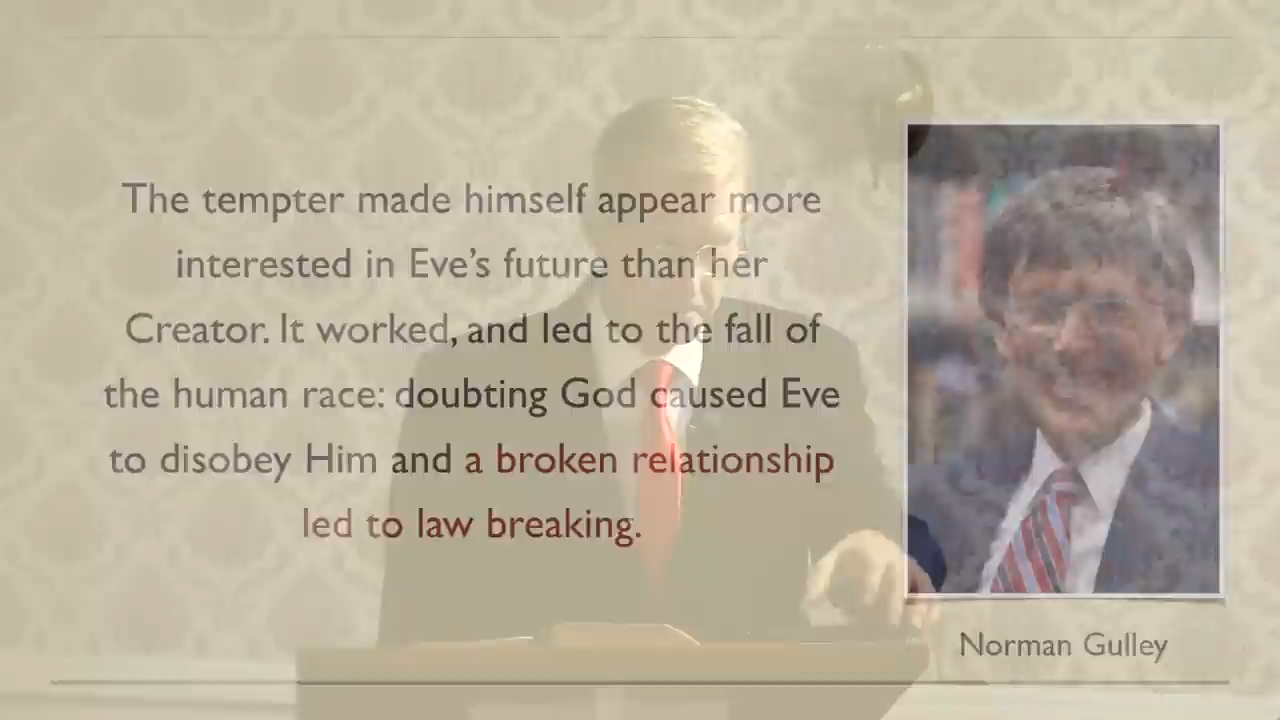 The tempter made himself appear more
interested in Eve's future than her
Creator. It worked, and led to the fall of
the human race: doubting God caused Eve
to disobey Him and a broken relationship
led to law breaking.
Norman Gulley